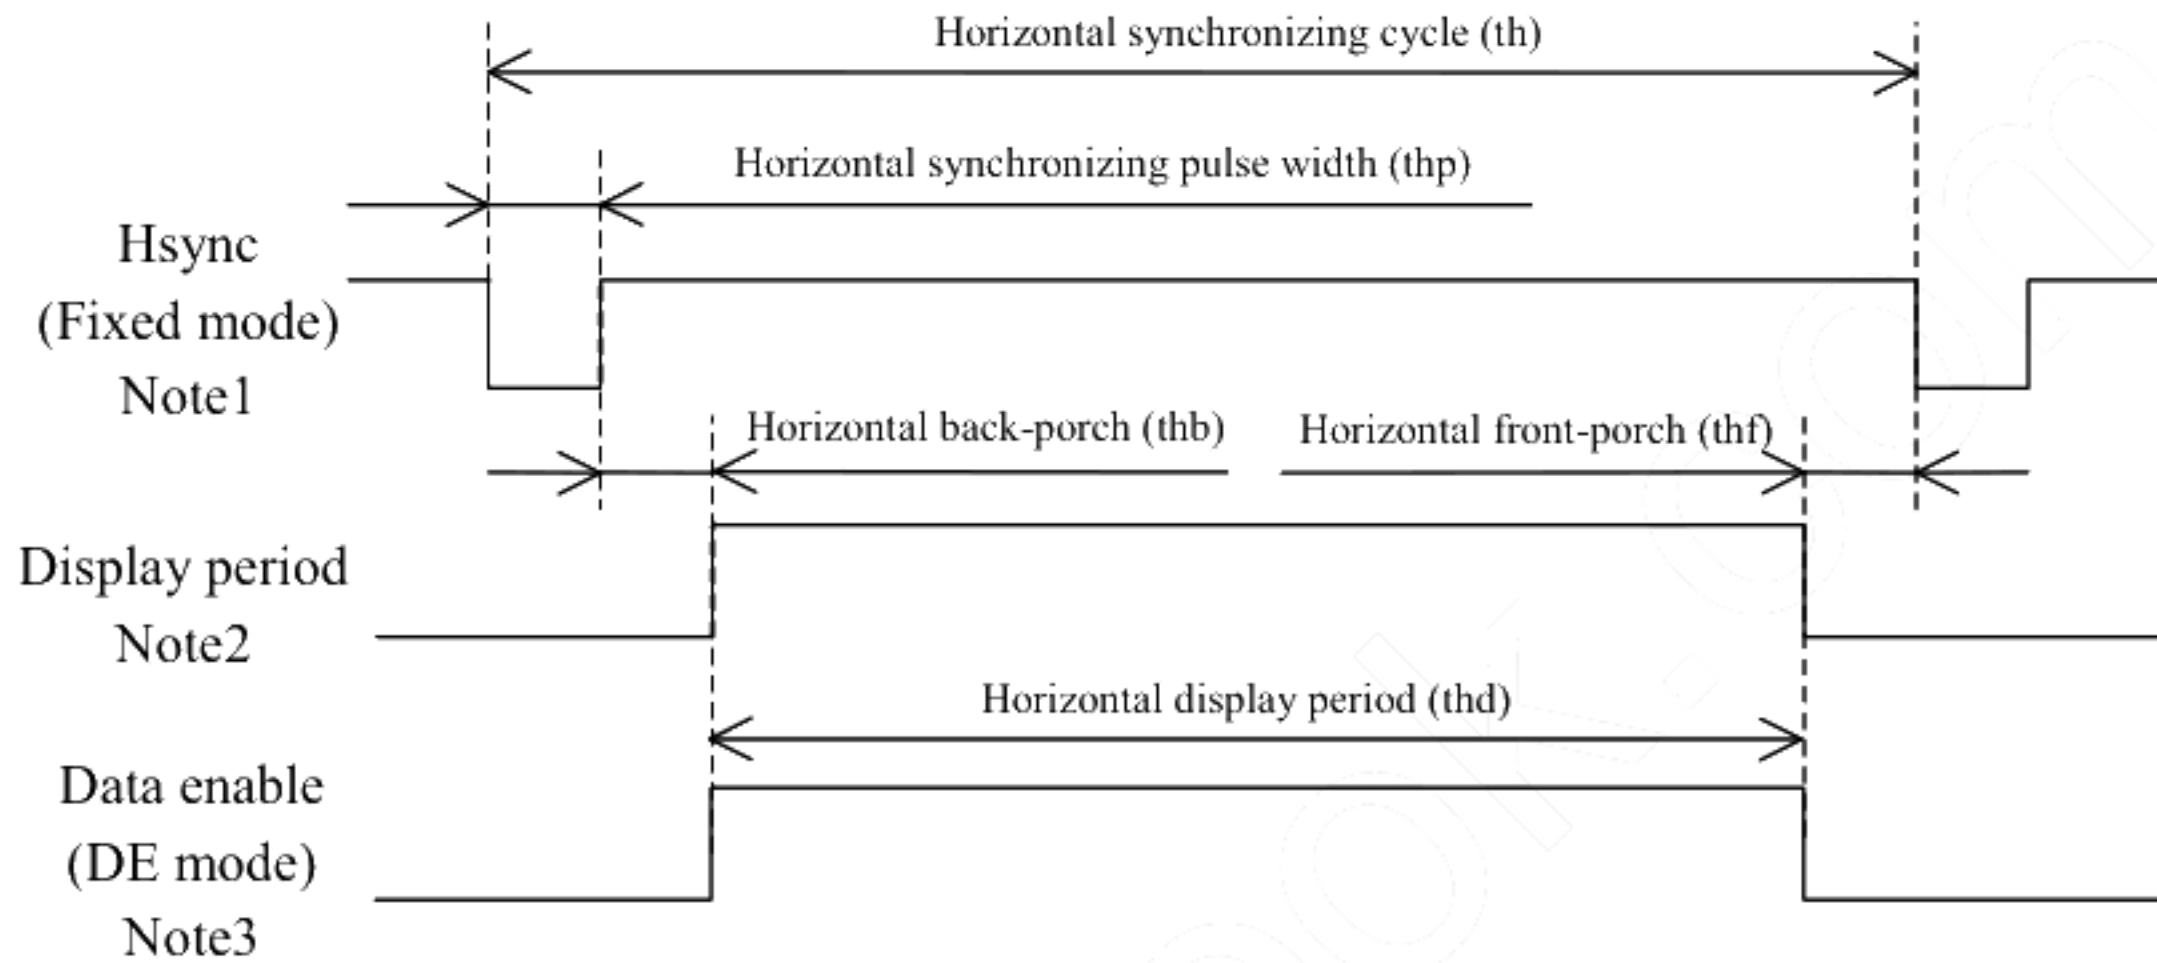 Horizontal synchronizing cycle (th)
Horizontal synchronizing pulse width (thp)
Hsync
(Fixed mode)
Note1
Horizontal back-porch (thb)
Horizontal front-porch (thf)
Display period
Note2
Horizontal display period (thd)
Data enable
(DE mode)
Note3